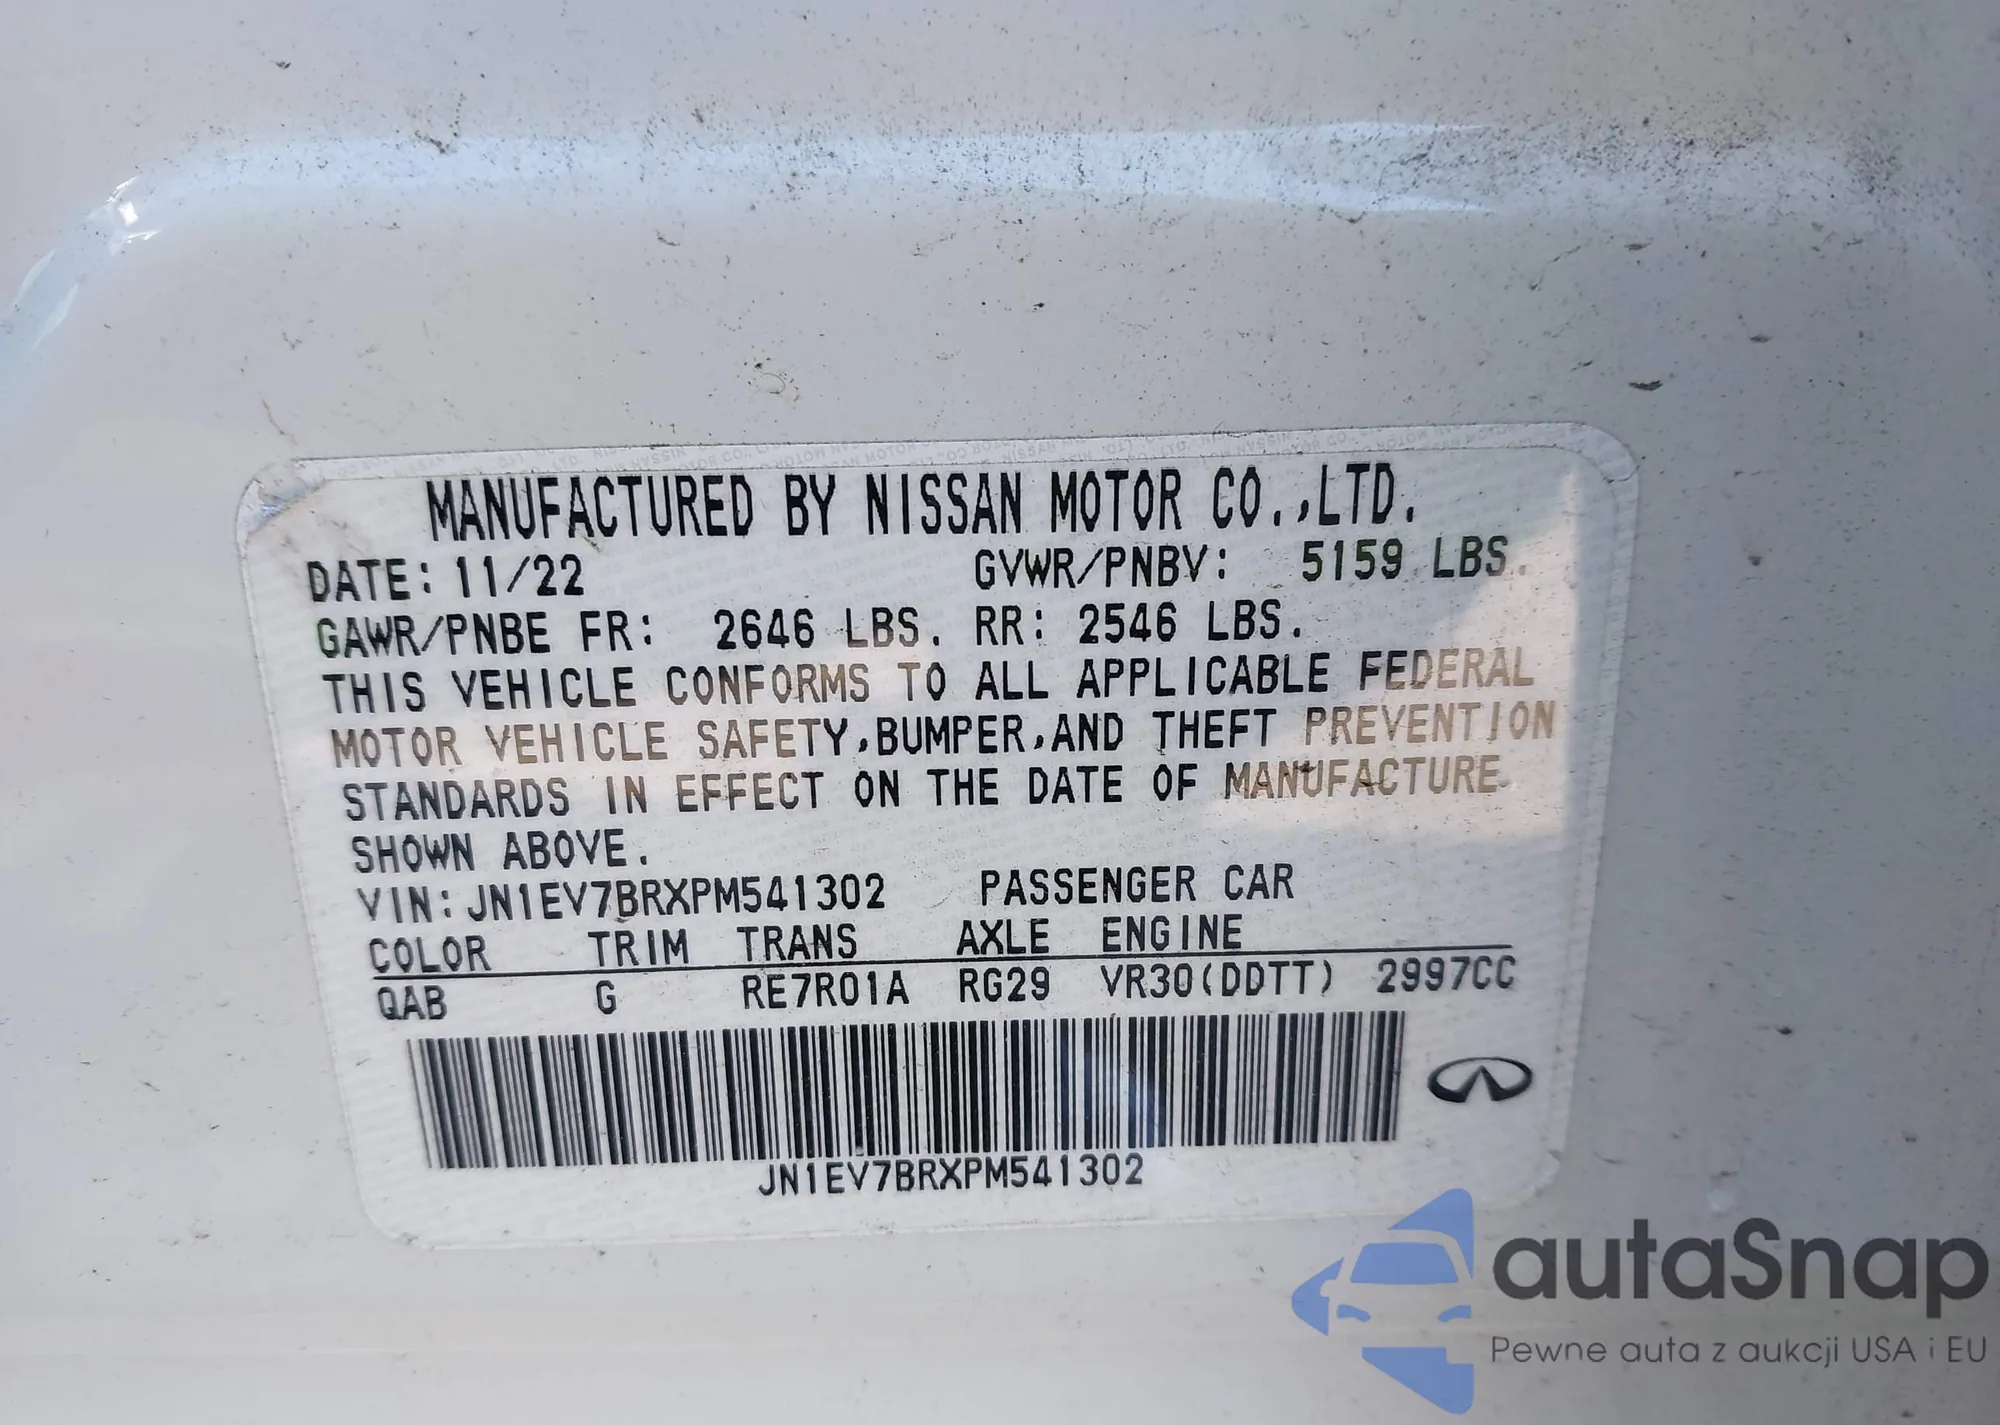 MANUFACTURED BY NISSAN MOTOR CO.,LTD.
DATE: 11/22 GVWR/PNBV: 5159 LBS.
GAWR/PNBE FR: 2646 LBS. RR: 2546 LBS.
THIS VEHICLE CONFORMS TO ALL APPLICABLE FEDERAL
MOTOR VEHICLE SAFETY,BUMPER,AND THEFT PREVENTION
STANDARDS IN EFFECT ON THE DATE OF MANUFACTURE
SHOWN ABOVE.
VIN: JN1EV7BRXPM541302 PASSENGER CAR
COLOR TRIM TRANS AXLE ENGINE
QAB G RE7R01A RG29 VR30(DDTT) 2997CC
JN1EV7BRXPM541302
autaSnap
Pewne auta z aukcji USA i EU